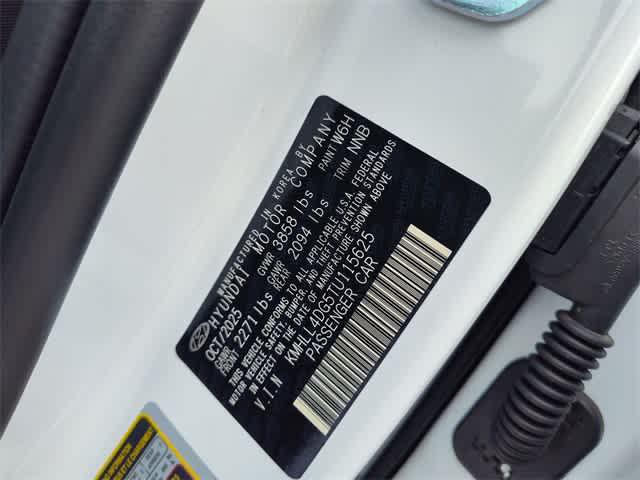 MANUFACTURED IN KOREA BY
HYUNDAI MOTOR COMPANY
OCT/2025 GVWR 3858 lbs PAINT W6H
GAWR FRONT 2271 lbs GAWR REAR 2094 lbs TRIM NNB
THIS VEHICLE CONFORMS TO ALL APPLICABLE U.S.A. FEDERAL
MOTOR VEHICLE SAFETY, BUMPER, AND THEFT PREVENTION STANDARDS
IN EFFECT ON THE DATE OF MANUFACTURE SHOWN ABOVE
V.I.N KMHLL4DG5TU115625
PASSENGER CAR